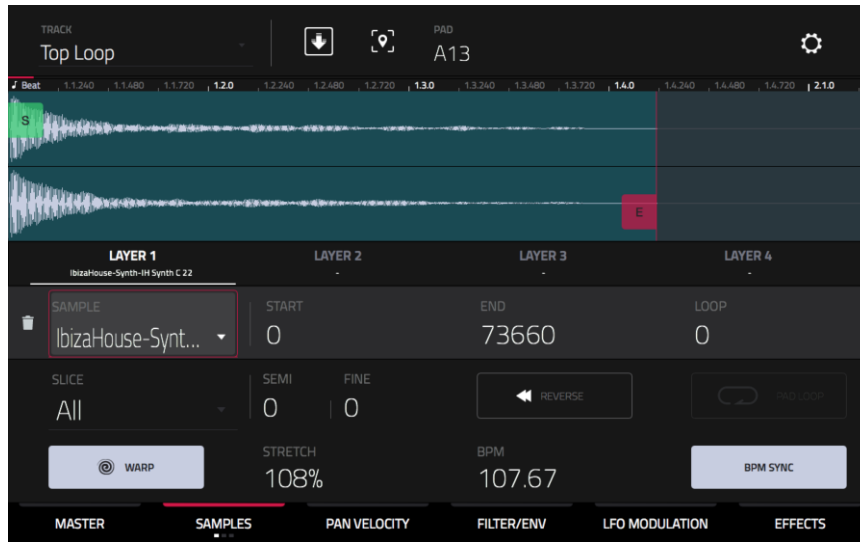 TRACK
Top Loop
PAD
A13
Beat 1.1.240 1.1.480 1.1.720 1.2.0 1.2.240 1.2.480 1.2.720 1.3.0 1.3.240 1.3.480 1.3.720 1.4.0 1.4.240 1.4.480 1.4.720 2.1.0
S
E
LAYER 1 LAYER 2 LAYER 3 LAYER 4
IbizaHouse-Synth-IH Synth C 22 - - -
SAMPLE START END LOOP
IbizaHouse-Synt... 0 73660 0
SLICE SEMI FINE REVERSE PAD LOOP
All 0 0
WARP STRETCH BPM BPM SYNC
108% 107.67
MASTER SAMPLES PAN VELOCITY FILTER/ENV LFO MODULATION EFFECTS